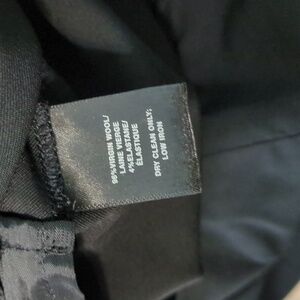 96%VIRGIN WOOL/
LAINE VIERGE
4%ELASTANE/
ÉLASTIQUE
DRY CLEAN ONLY;
LOW IRON